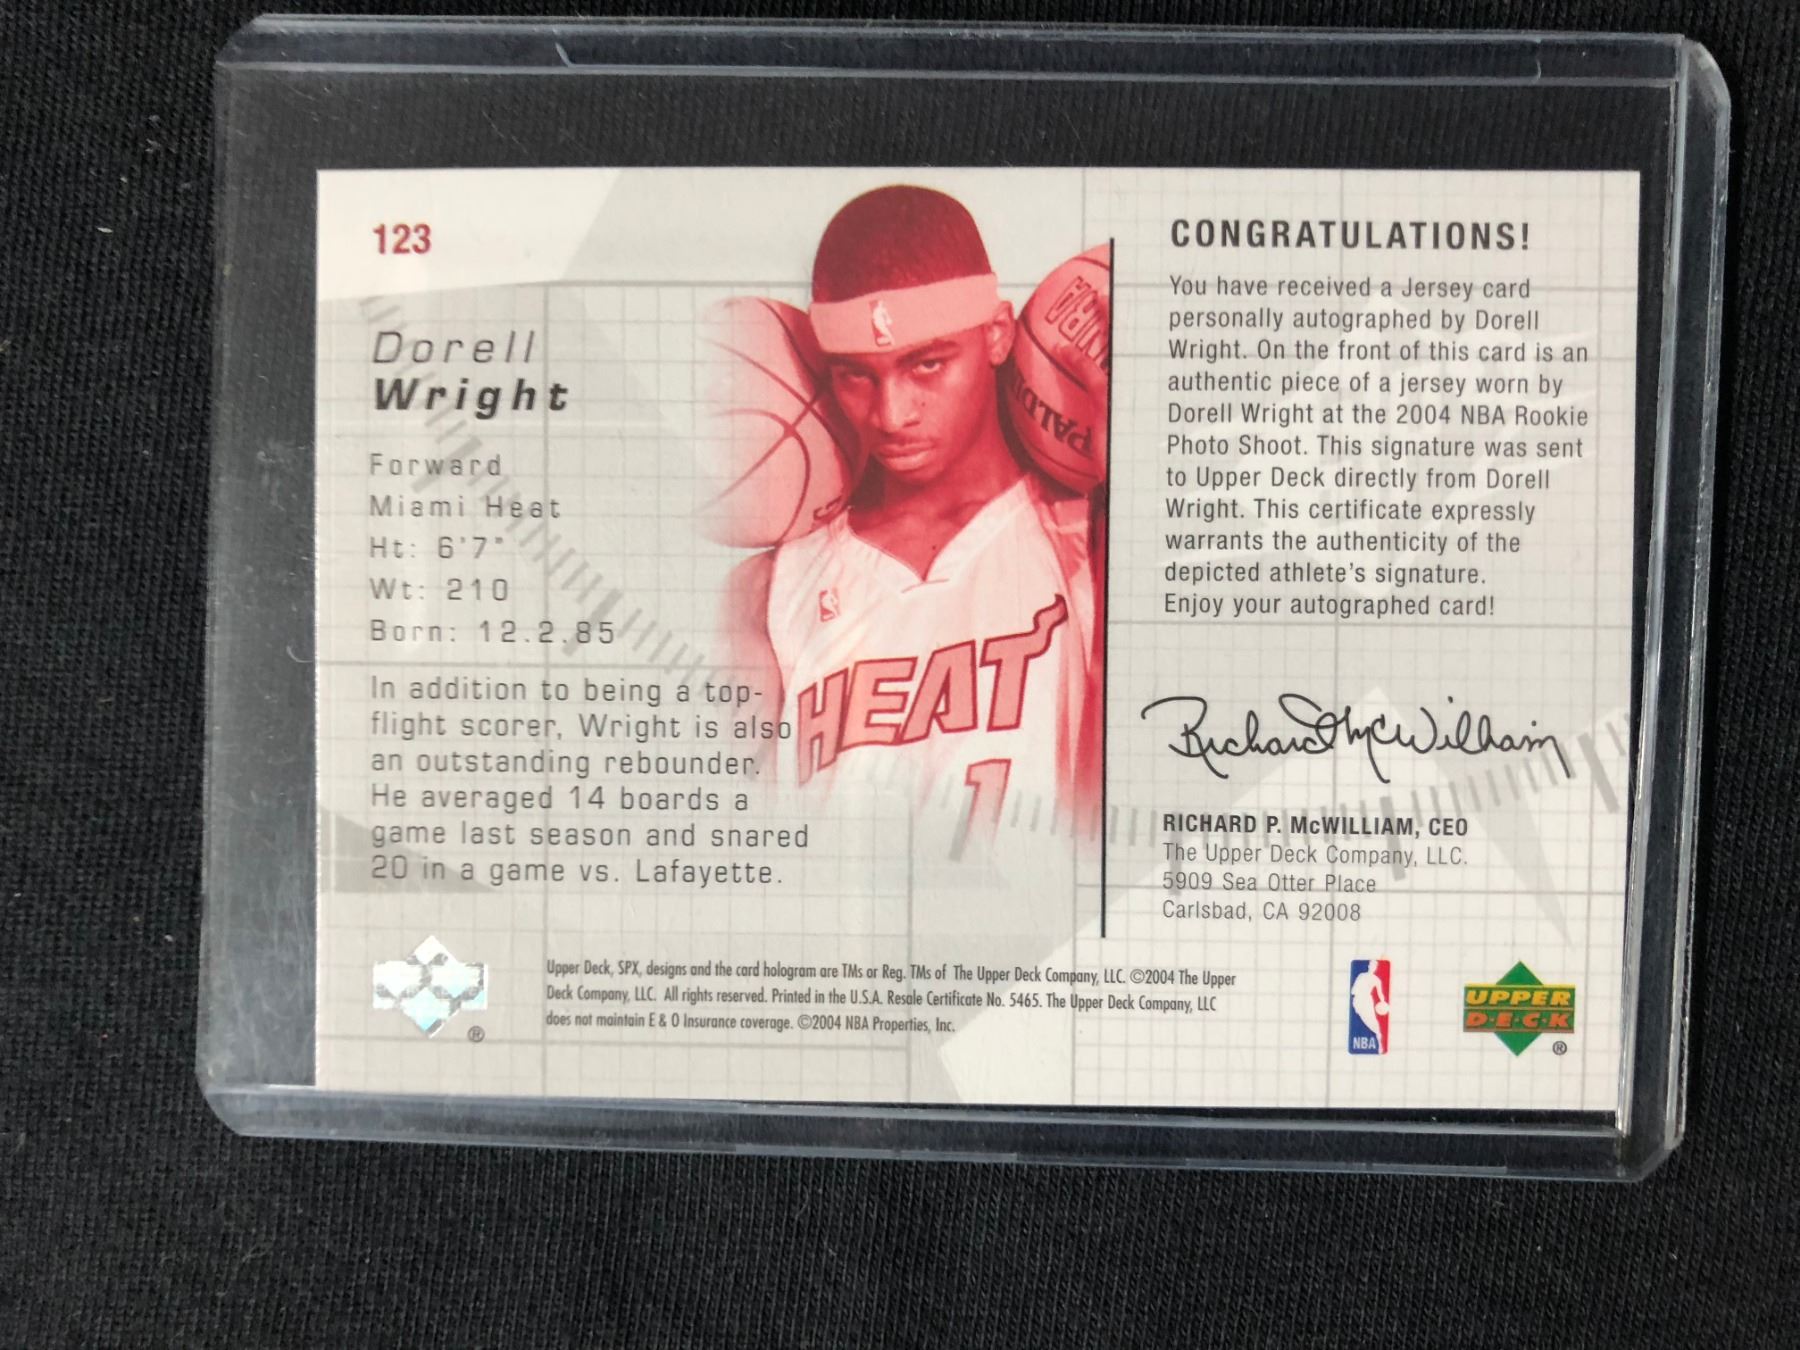 123
Dorell
Wright
Forward
Miami Heat
Ht: 6'7"
Wt: 210
Born: 12.2.85
In addition to being a top-
flight scorer, Wright is also
an outstanding rebounder.
He averaged 14 boards a
game last season and snared
20 in a game vs. Lafayette.
HEAT
1
SPALDI
CONGRATULATIONS!
You have received a Jersey card
personally autographed by Dorell
Wright. On the front of this card is an
authentic piece of a jersey worn by
Dorell Wright at the 2004 NBA Rookie
Photo Shoot. This signature was sent
to Upper Deck directly from Dorell
Wright. This certificate expressly
warrants the authenticity of the
depicted athlete's signature.
Enjoy your autographed card!
Richard McWilliam
RICHARD P. McWILLIAM, CEO
The Upper Deck Company, LLC.
5909 Sea Otter Place
Carlsbad, CA 92008
®
Upper Deck, SPX, designs and the card hologram are TMs or Reg. TMs of The Upper Deck Company, LLC. ©2004 The Upper
Deck Company, LLC. All rights reserved. Printed in the U.S.A. Resale Certificate No. 5465. The Upper Deck Company, LLC
does not maintain E & O Insurance coverage. ©2004 NBA Properties, Inc.
NBA
UPPER
D·E·C·K
®